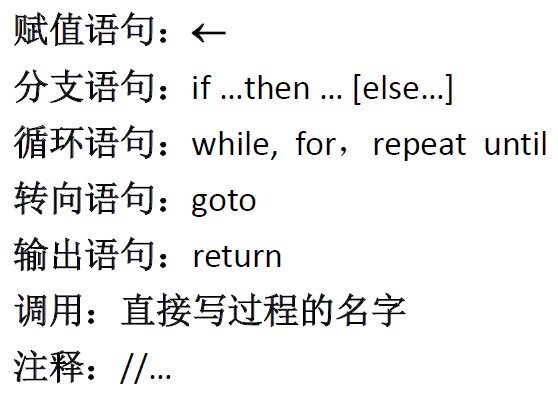 赋值语句：←
分支语句：if …then … [else…]
循环语句：while, for，repeat until
转向语句：goto
输出语句：return
调用：直接写过程的名字
注释：//…